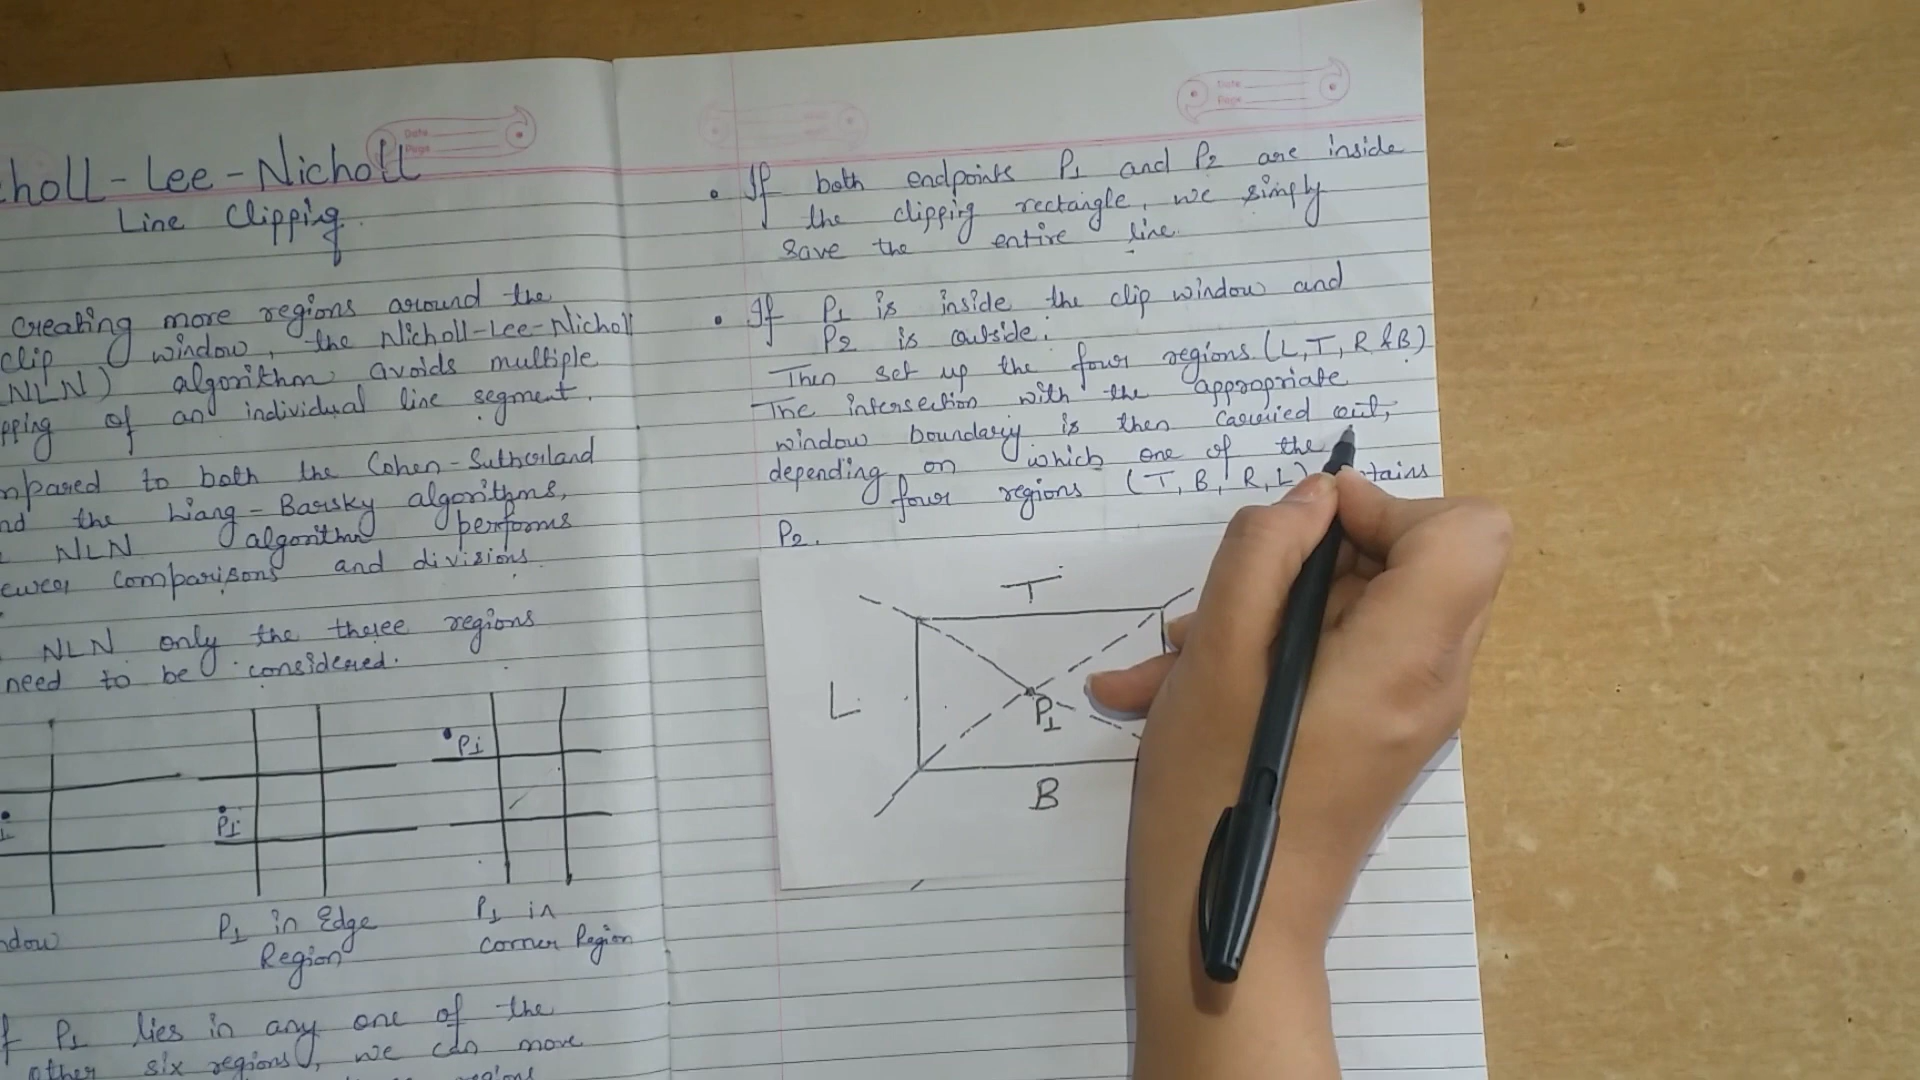 holl-Lee-Nicholl
Line Clipping.
Date
Page
Creating more regions around the
clip window, the Nicholl-Lee-Nicholl
NLN) algorithm avoids multiple
pping of an individual line segment.
mpared to both the Cohen-Sutherland
nd the Liang-Barsky algorithms,
NLN algorithm performs
ewer comparisons and divisions.
NLN only the three regions
need to be considered.
P1
P1
P1 in Edge
Region
P1 in
corner Region
ndow
f P1 lies in any one of the
other six regions, we can move
regions
Date
Page
• If both endpoints P1 and P2 are inside
the clipping rectangle, we simply
save the entire line.
• If P1 is inside the clip window and
P2 is outside:
Then set up the four regions (L, T, R & B)
The intersection with the appropriate
window boundary is then carried out,
depending on which one of the
four regions (T, B, R, L) tains
P2.
T
L
P1
B